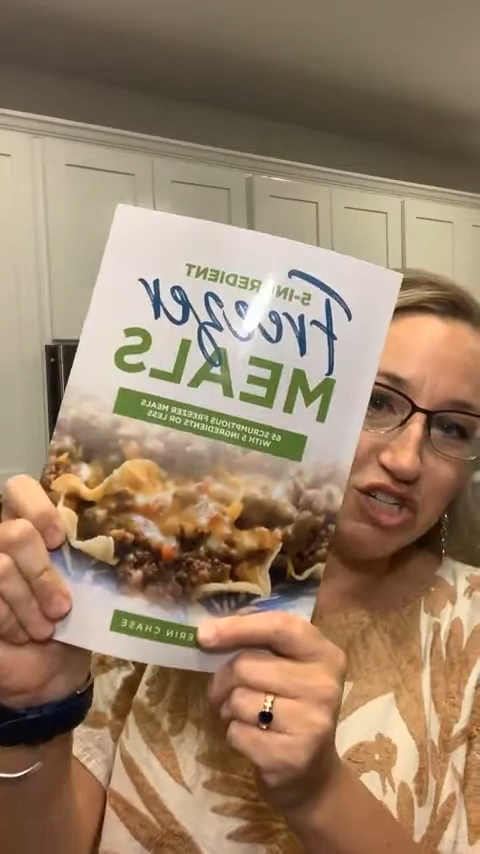 5-INGREDIENT
Freezer
MEALS
65 SCRUMPTIOUS FREEZER MEALS
WITH 5 INGREDIENTS OR LESS
ERIN CHASE